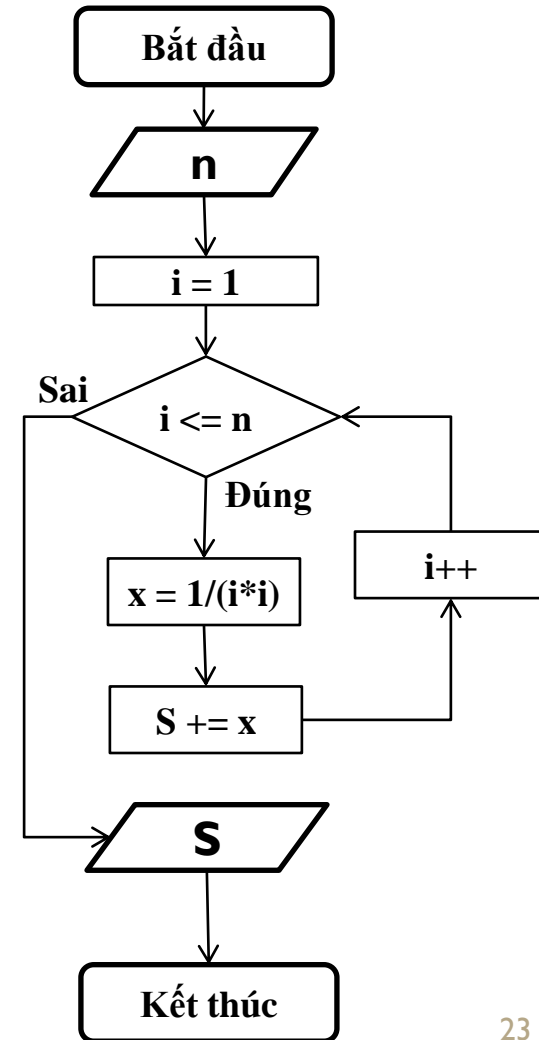 Bắt đầu
n
i = 1
Sai
i <= n
Đúng
i++
x = 1/(i*i)
S += x
S
Kết thúc
23